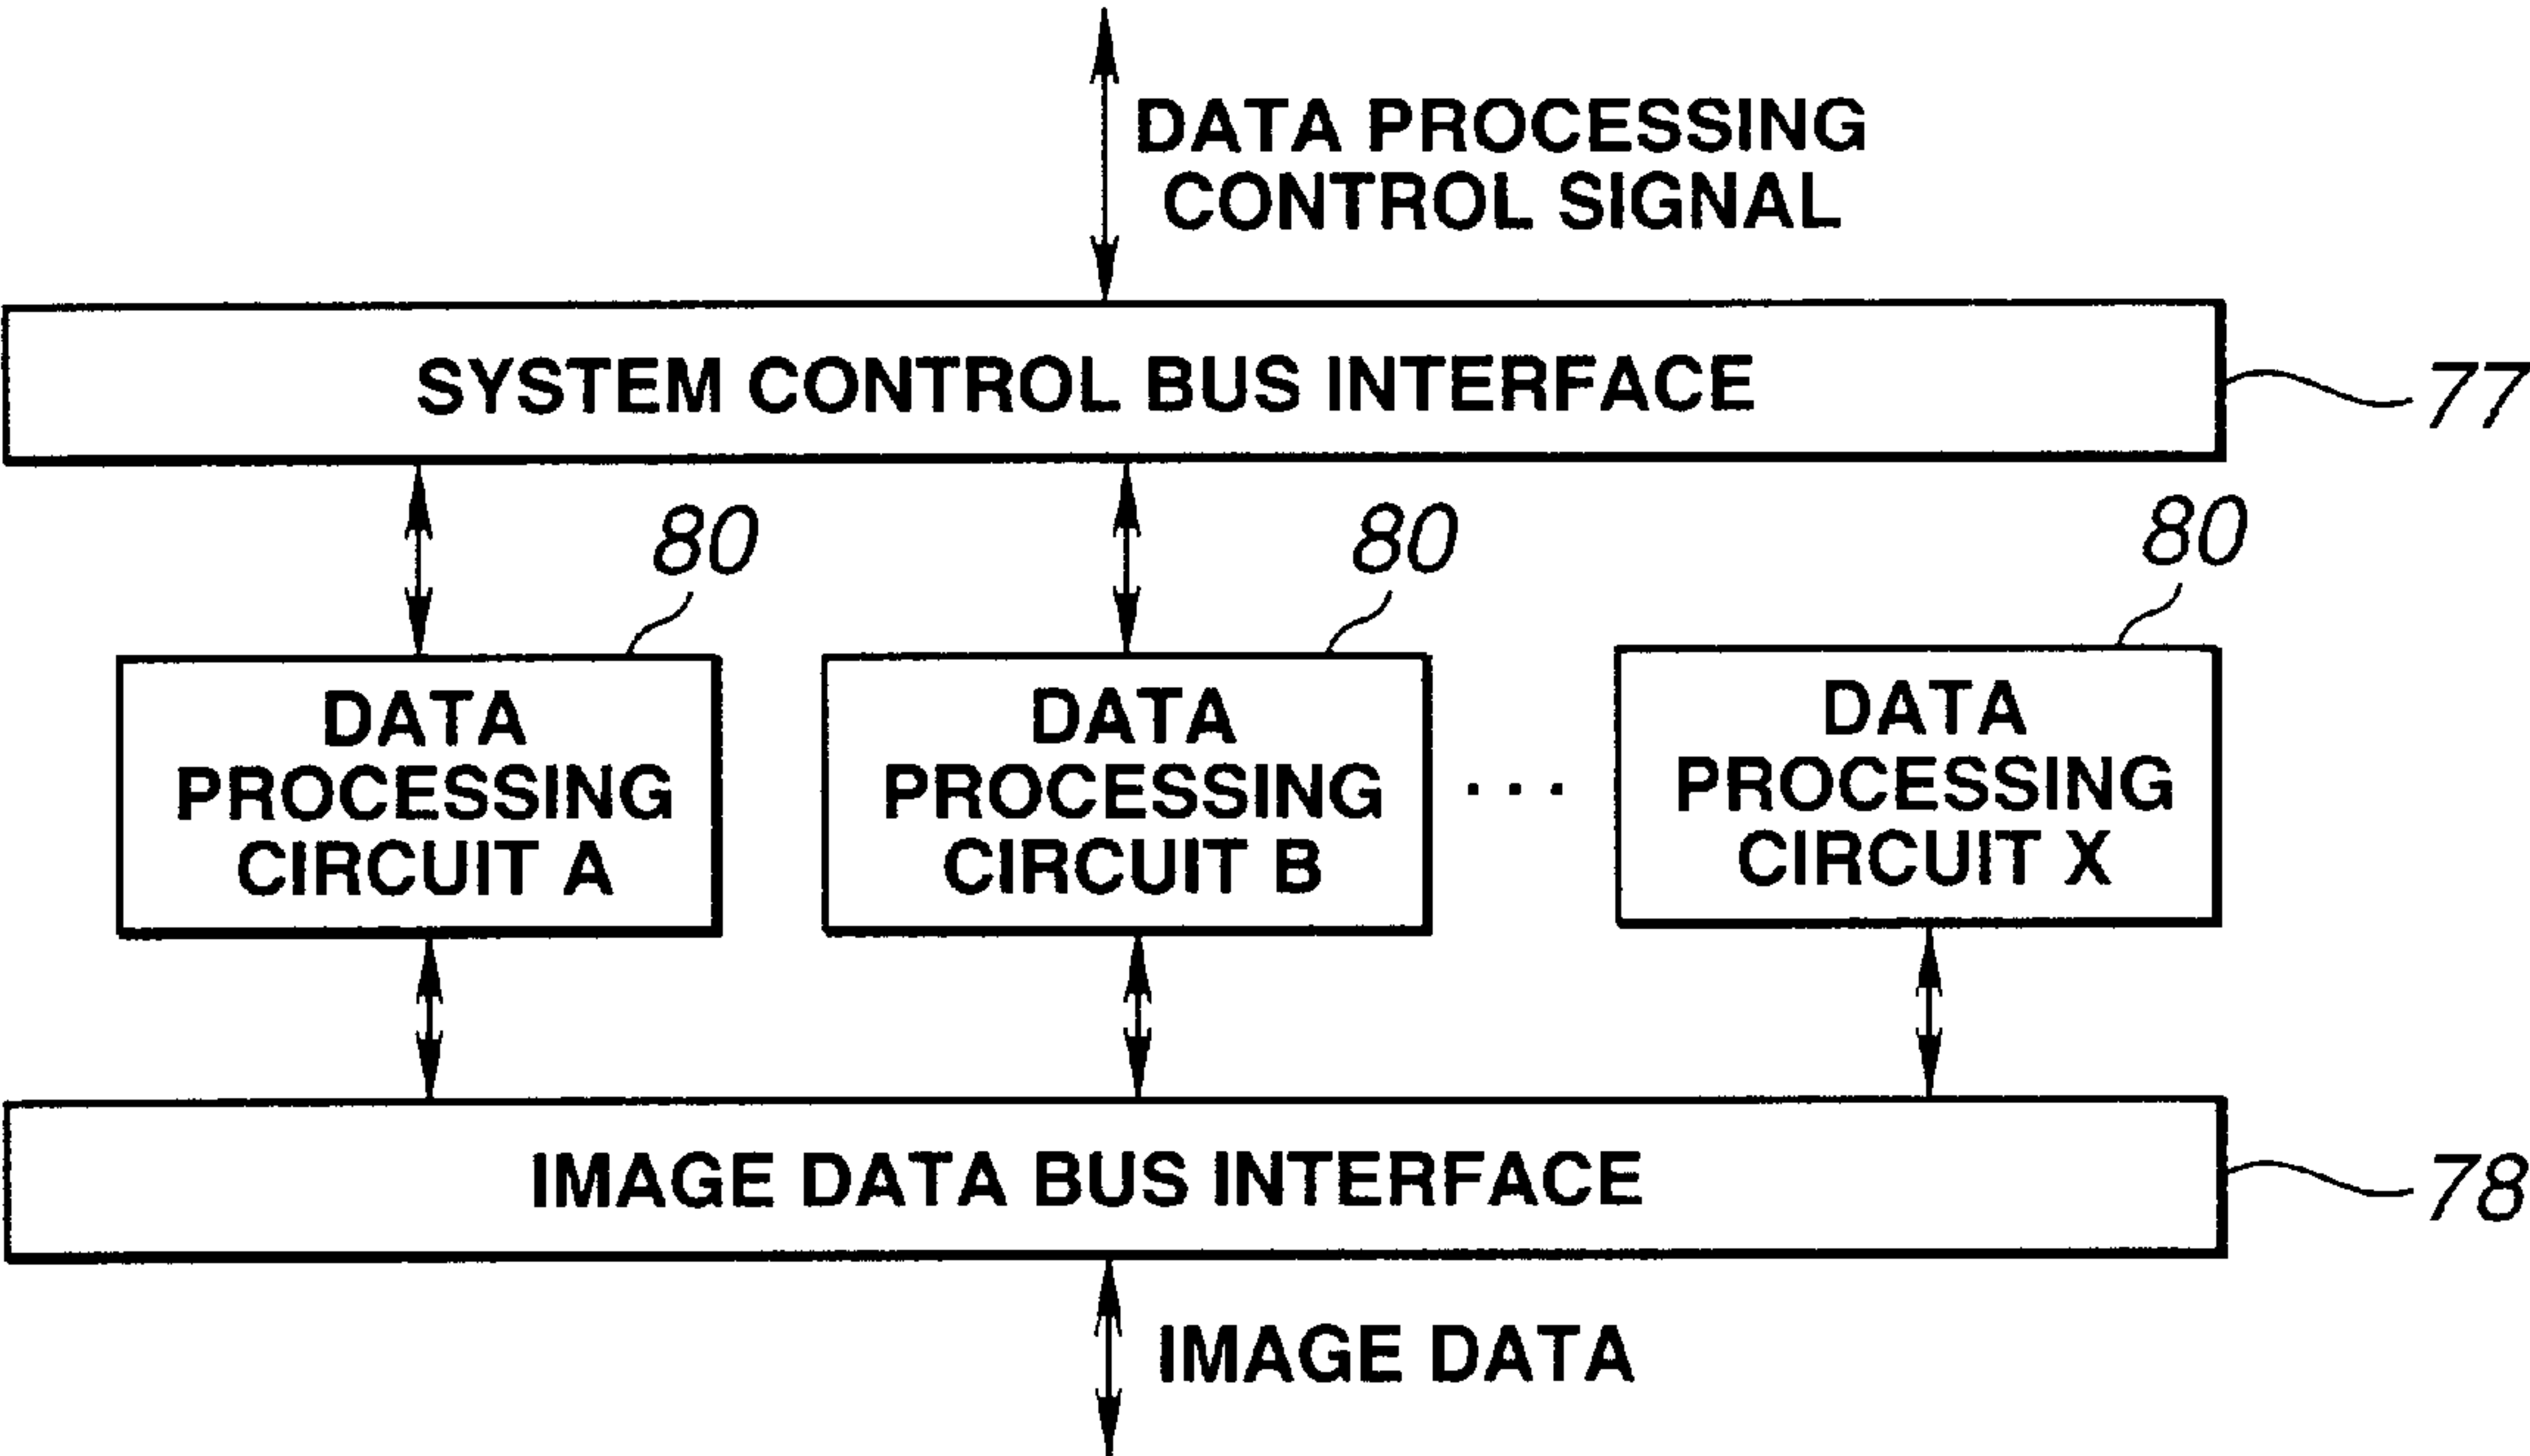 DATA PROCESSING
CONTROL SIGNAL
SYSTEM CONTROL BUS INTERFACE
77
80
80
80
DATA
PROCESSING
CIRCUIT A
DATA
PROCESSING
CIRCUIT B
. . .
DATA
PROCESSING
CIRCUIT X
IMAGE DATA BUS INTERFACE
78
IMAGE DATA